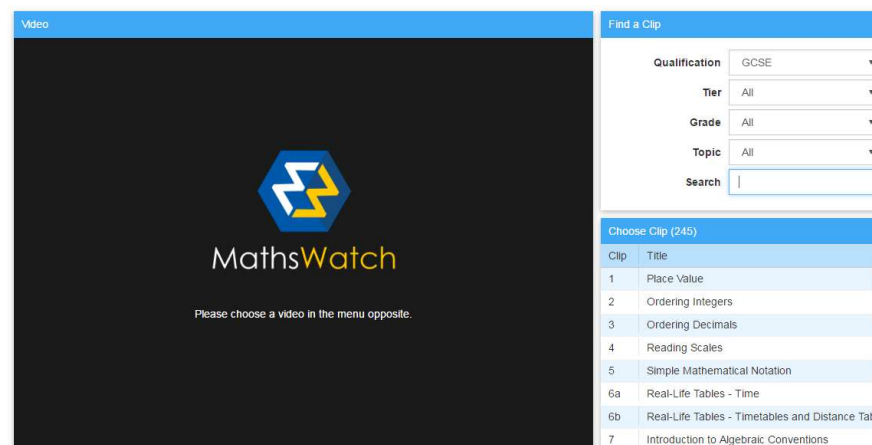 Video
MathsWatch
Please choose a video in the menu opposite.
Find a Clip
Qualification GCSE
Tier All
Grade All
Topic All
Search
Choose Clip (245)
Clip Title
1 Place Value
2 Ordering Integers
3 Ordering Decimals
4 Reading Scales
5 Simple Mathematical Notation
6a Real-Life Tables - Time
6b Real-Life Tables - Timetables and Distance Tab
7 Introduction to Algebraic Conventions